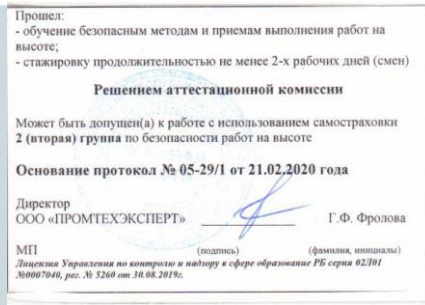 Прошел:
- обучение безопасным методам и приемам выполнения работ на
высоте;
- стажировку продолжительностью не менее 2-х рабочих дней (смен)
Решением аттестационной комиссии
Может быть допущен(а) к работе с использованием самостраховки
2 (вторая) группа по безопасности работ на высоте
Основание протокол № 05-29/1 от 21.02.2020 года
Директор
ООО «ПРОМТЕХЭКСПЕРТ» Г.Ф. Фролова
МП (подпись) (фамилия, инициалы)
Лицензия Управления по контролю и надзору в сфере образование РБ серия 02Л01
№0007040, рег. № 5260 от 30.08.2019г.